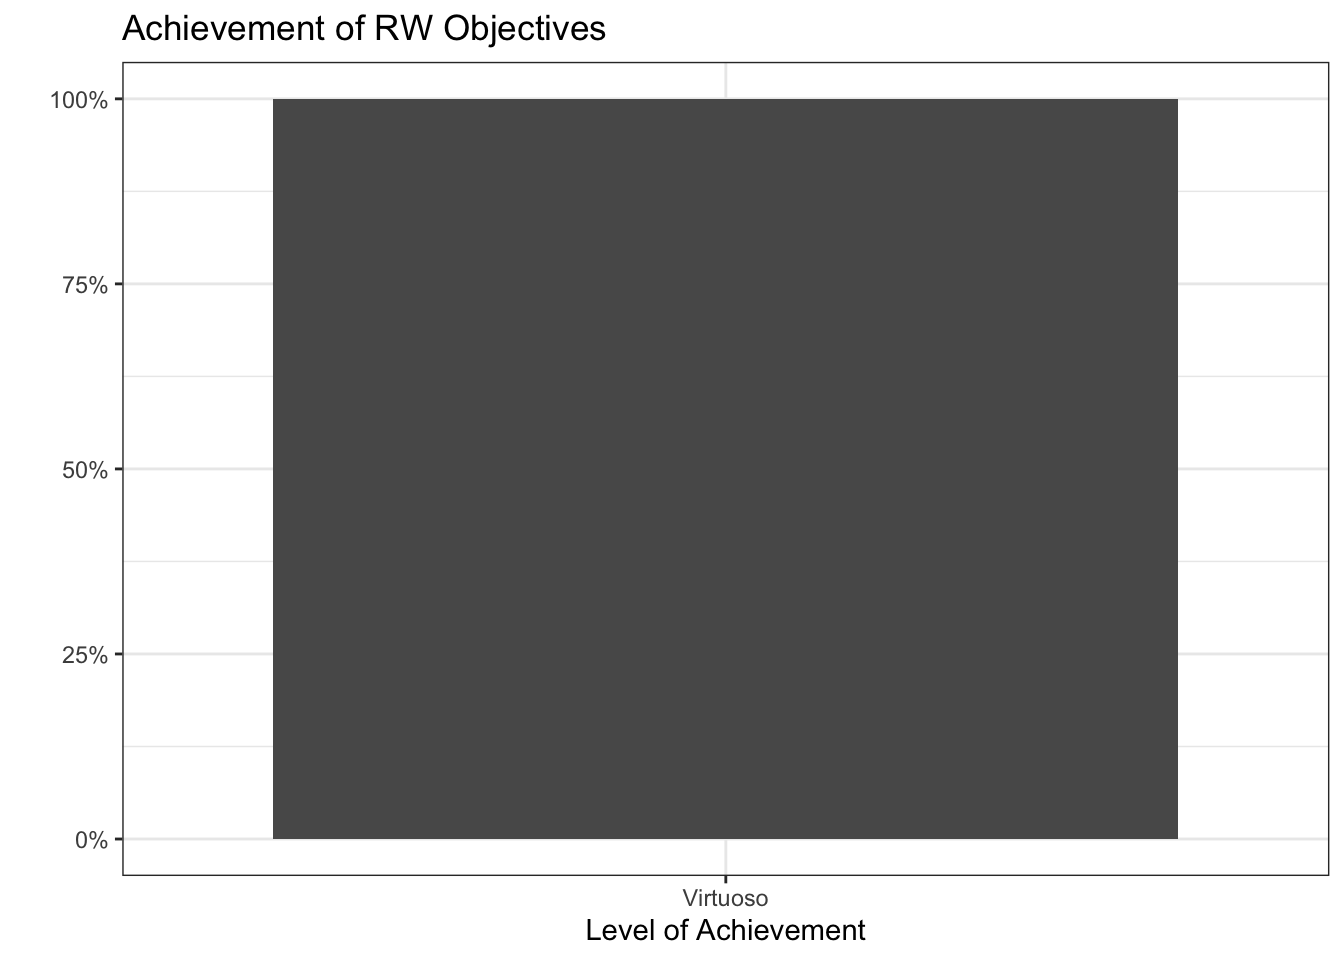 Achievement of RW Objectives
100%
75%
50%
25%
0%
Virtuoso
Level of Achievement